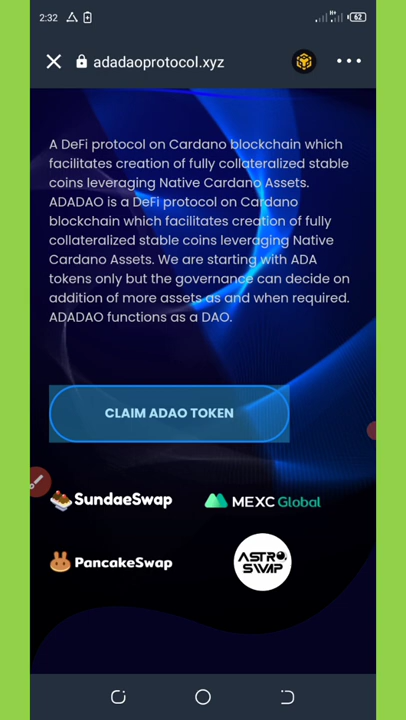 2:32
H+
62
adadaoprotocol.xyz
A DeFi protocol on Cardano blockchain which
facilitates creation of fully collateralized stable
coins leveraging Native Cardano Assets.
ADADAO is a DeFi protocol on Cardano
blockchain which facilitates creation of fully
collateralized stable coins leveraging Native
Cardano Assets. We are starting with ADA
tokens only but the governance can decide on
addition of more assets as and when required.
ADADAO functions as a DAO.
CLAIM ADAO TOKEN
SundaeSwap
MEXC Global
PancakeSwap
ASTRO
SWAP